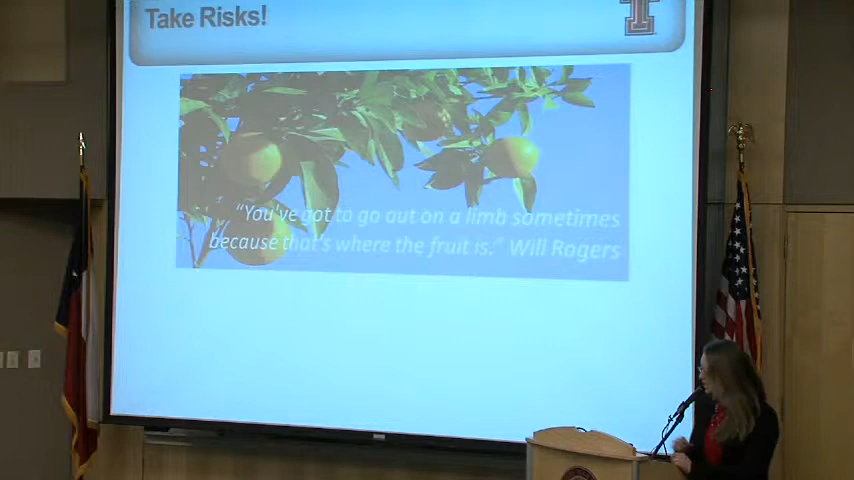 Take Risks!
"You've got to go out on a limb sometimes
because that's where the fruit is." Will Rogers